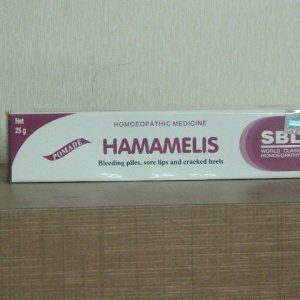 Net
25 g
HOMOEOPATHIC MEDICINE
POMADE
HAMAMELIS
Bleeding piles, sore lips and cracked heels
SBL
WORLD CLASS
HOMOEOPATHY